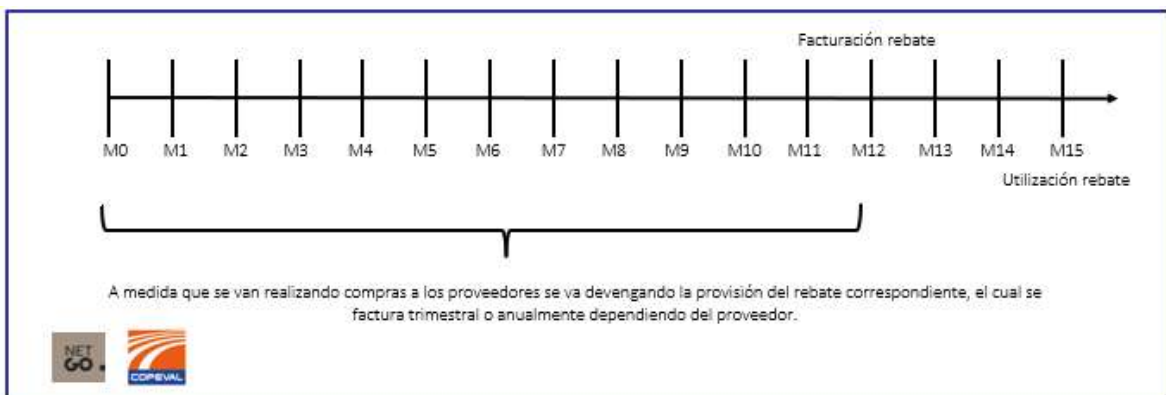 Facturación rebate
M0 M1 M2 M3 M4 M5 M6 M7 M8 M9 M10 M11 M12 M13 M14 M15
Utilización rebate
A medida que se van realizando compras a los proveedores se va devengando la provisión del rebate correspondiente, el cual se
factura trimestral o anualmente dependiendo del proveedor.
NET
GO.
COPEVAL